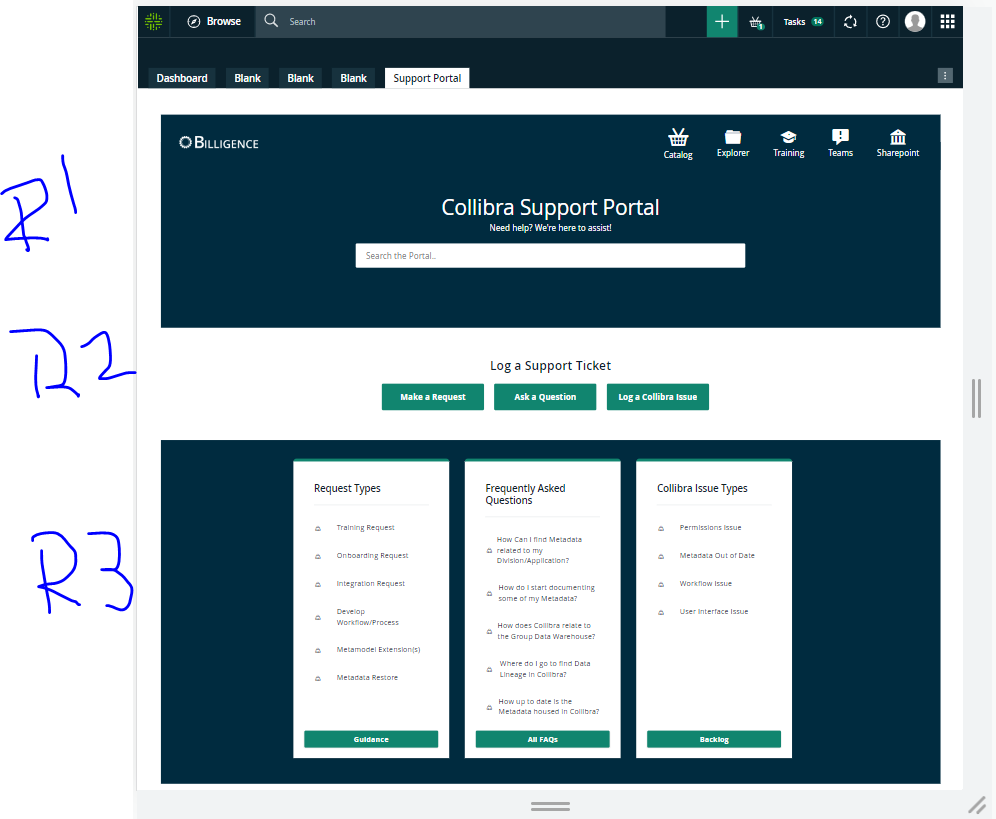 Browse Search Tasks 14
1
Dashboard Blank Blank Blank Support Portal
BILLIGENCE
Catalog Explorer Training Teams Sharepoint
R1
Collibra Support Portal
Need help? We're here to assist!
Search the Portal..
R2
Log a Support Ticket
Make a Request Ask a Question Log a Collibra Issue
R3
Request Types
Training Request
Onboarding Request
Integration Request
Develop
Workflow/Process
Metamodel Extension(s)
Metadata Restore
Guidance
Frequently Asked
Questions
How Can I find Metadata
related to my
Division/Application?
How do I start documenting
some of my Metadata?
How does Collibra relate to
the Group Data Warehouse?
Where do I go to find Data
Lineage in Collibra?
How up to date is the
Metadata housed in Collibra?
All FAQs
Collibra Issue Types
Permissions Issue
Metadata Out of Date
Workflow Issue
User Interface Issue
Backlog